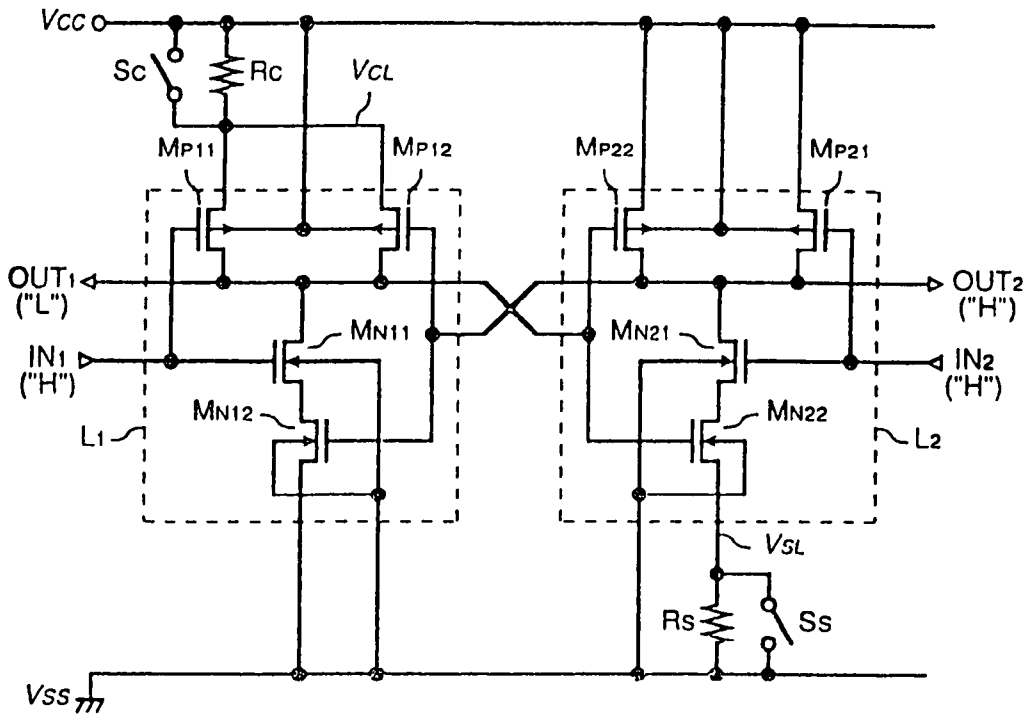 VCC
SC
RC
VCL
MP11
MP12
MP22
MP21
OUT1
("L")
OUT2
("H")
MN11
MN21
IN1
("H")
IN2
("H")
MN12
MN22
L1
L2
VSL
RS
SS
VSS